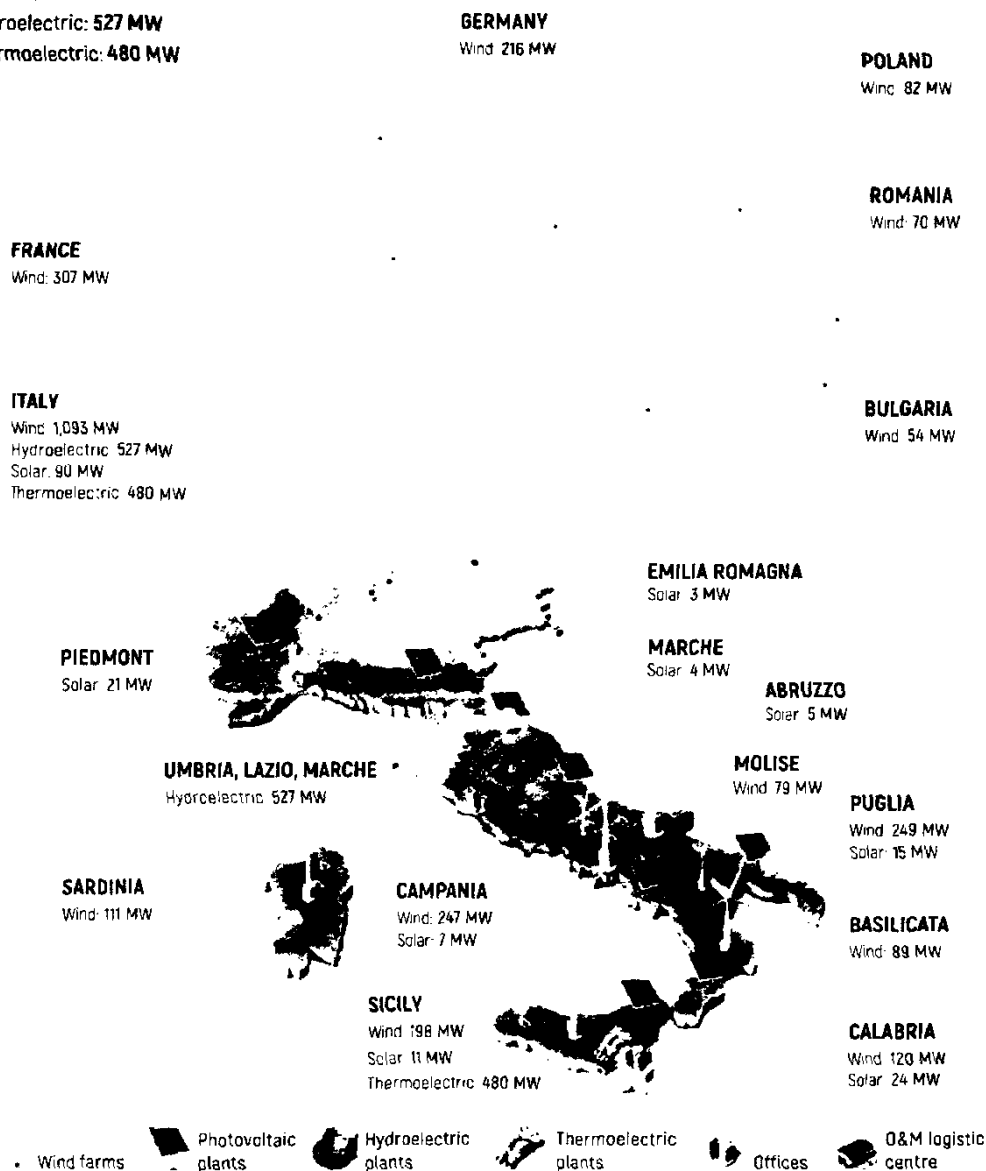 roelectric: 527 MW
rmoelectric: 480 MW
GERMANY
Wind 216 MW
POLAND
Wind 82 MW
ROMANIA
Wind: 70 MW
FRANCE
Wind: 307 MW
ITALY
Wind 1,093 MW
Hydroelectric 527 MW
Solar. 90 MW
Thermoelectric 480 MW
BULGARIA
Wind 54 MW
EMILIA ROMAGNA
Solar 3 MW
PIEDMONT
Solar 21 MW
MARCHE
Solar 4 MW
ABRUZZO
Solar 5 MW
UMBRIA, LAZIO, MARCHE
Hydroelectric 527 MW
MOLISE
Wind 79 MW
PUGLIA
Wind 249 MW
Solar 15 MW
SARDINIA
Wind 111 MW
CAMPANIA
Wind: 247 MW
Solar 7 MW
BASILICATA
Wind 89 MW
SICILY
Wind 198 MW
Solar 11 MW
Thermoelectric 480 MW
CALABRIA
Wind 120 MW
Solar 24 MW
Wind farms
Photovoltaic
plants
Hydroelectric
plants
Thermoelectric
plants
Offices
O&M logistic
centre